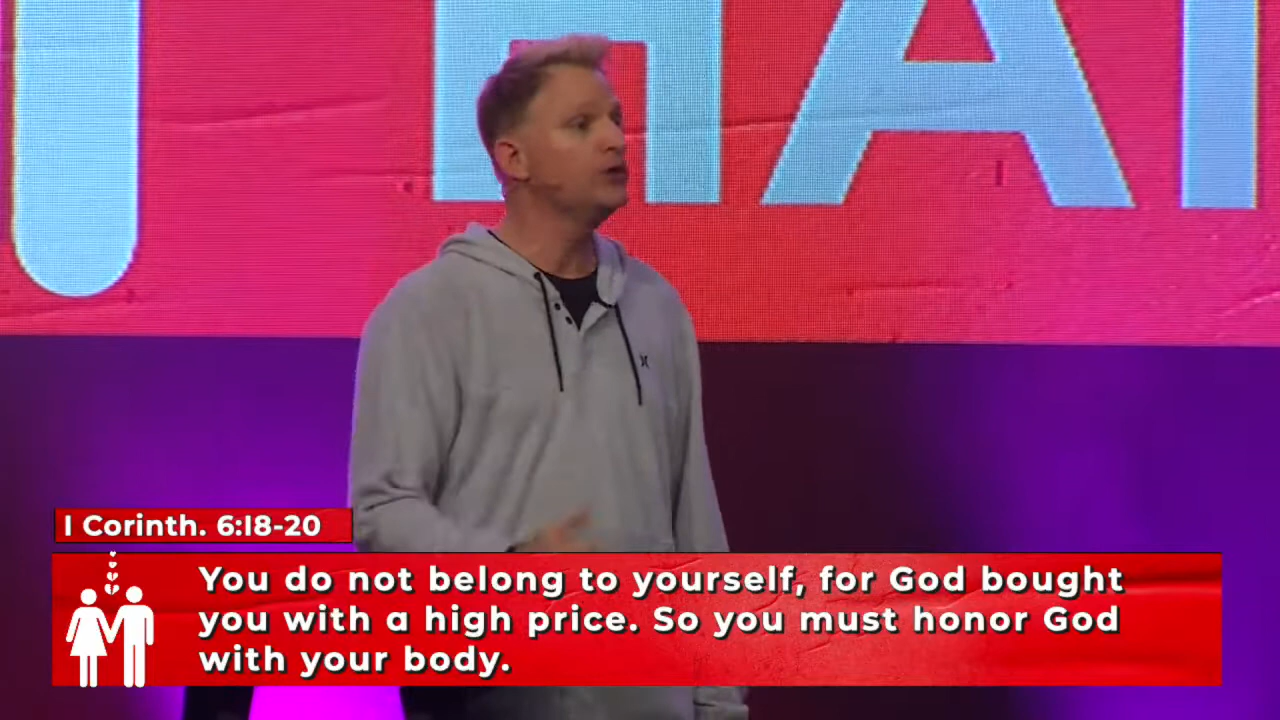 I Corinth. 6:18-20
You do not belong to yourself, for God bought
you with a high price. So you must honor God
with your body.